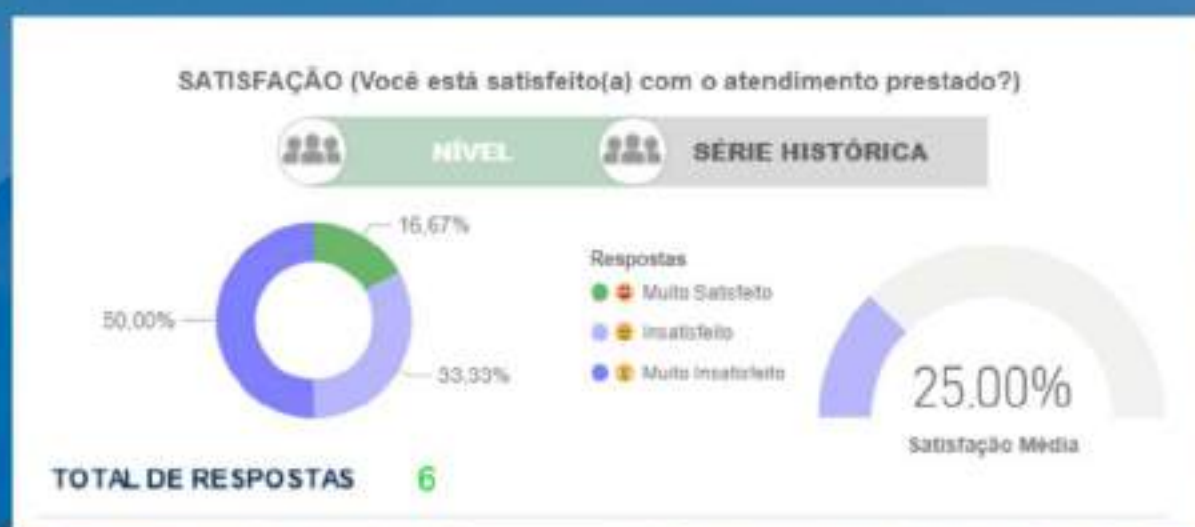 SATISFAÇÃO (Você está satisfeito(a) com o atendimento prestado?)
NÍVEL
SÉRIE HISTÓRICA
16,67%
50,00%
33,33%
Respostas
Muito Satisfeito
Insatisfeito
Muito Insatisfeito
25.00%
Satisfação Média
TOTAL DE RESPOSTAS 6